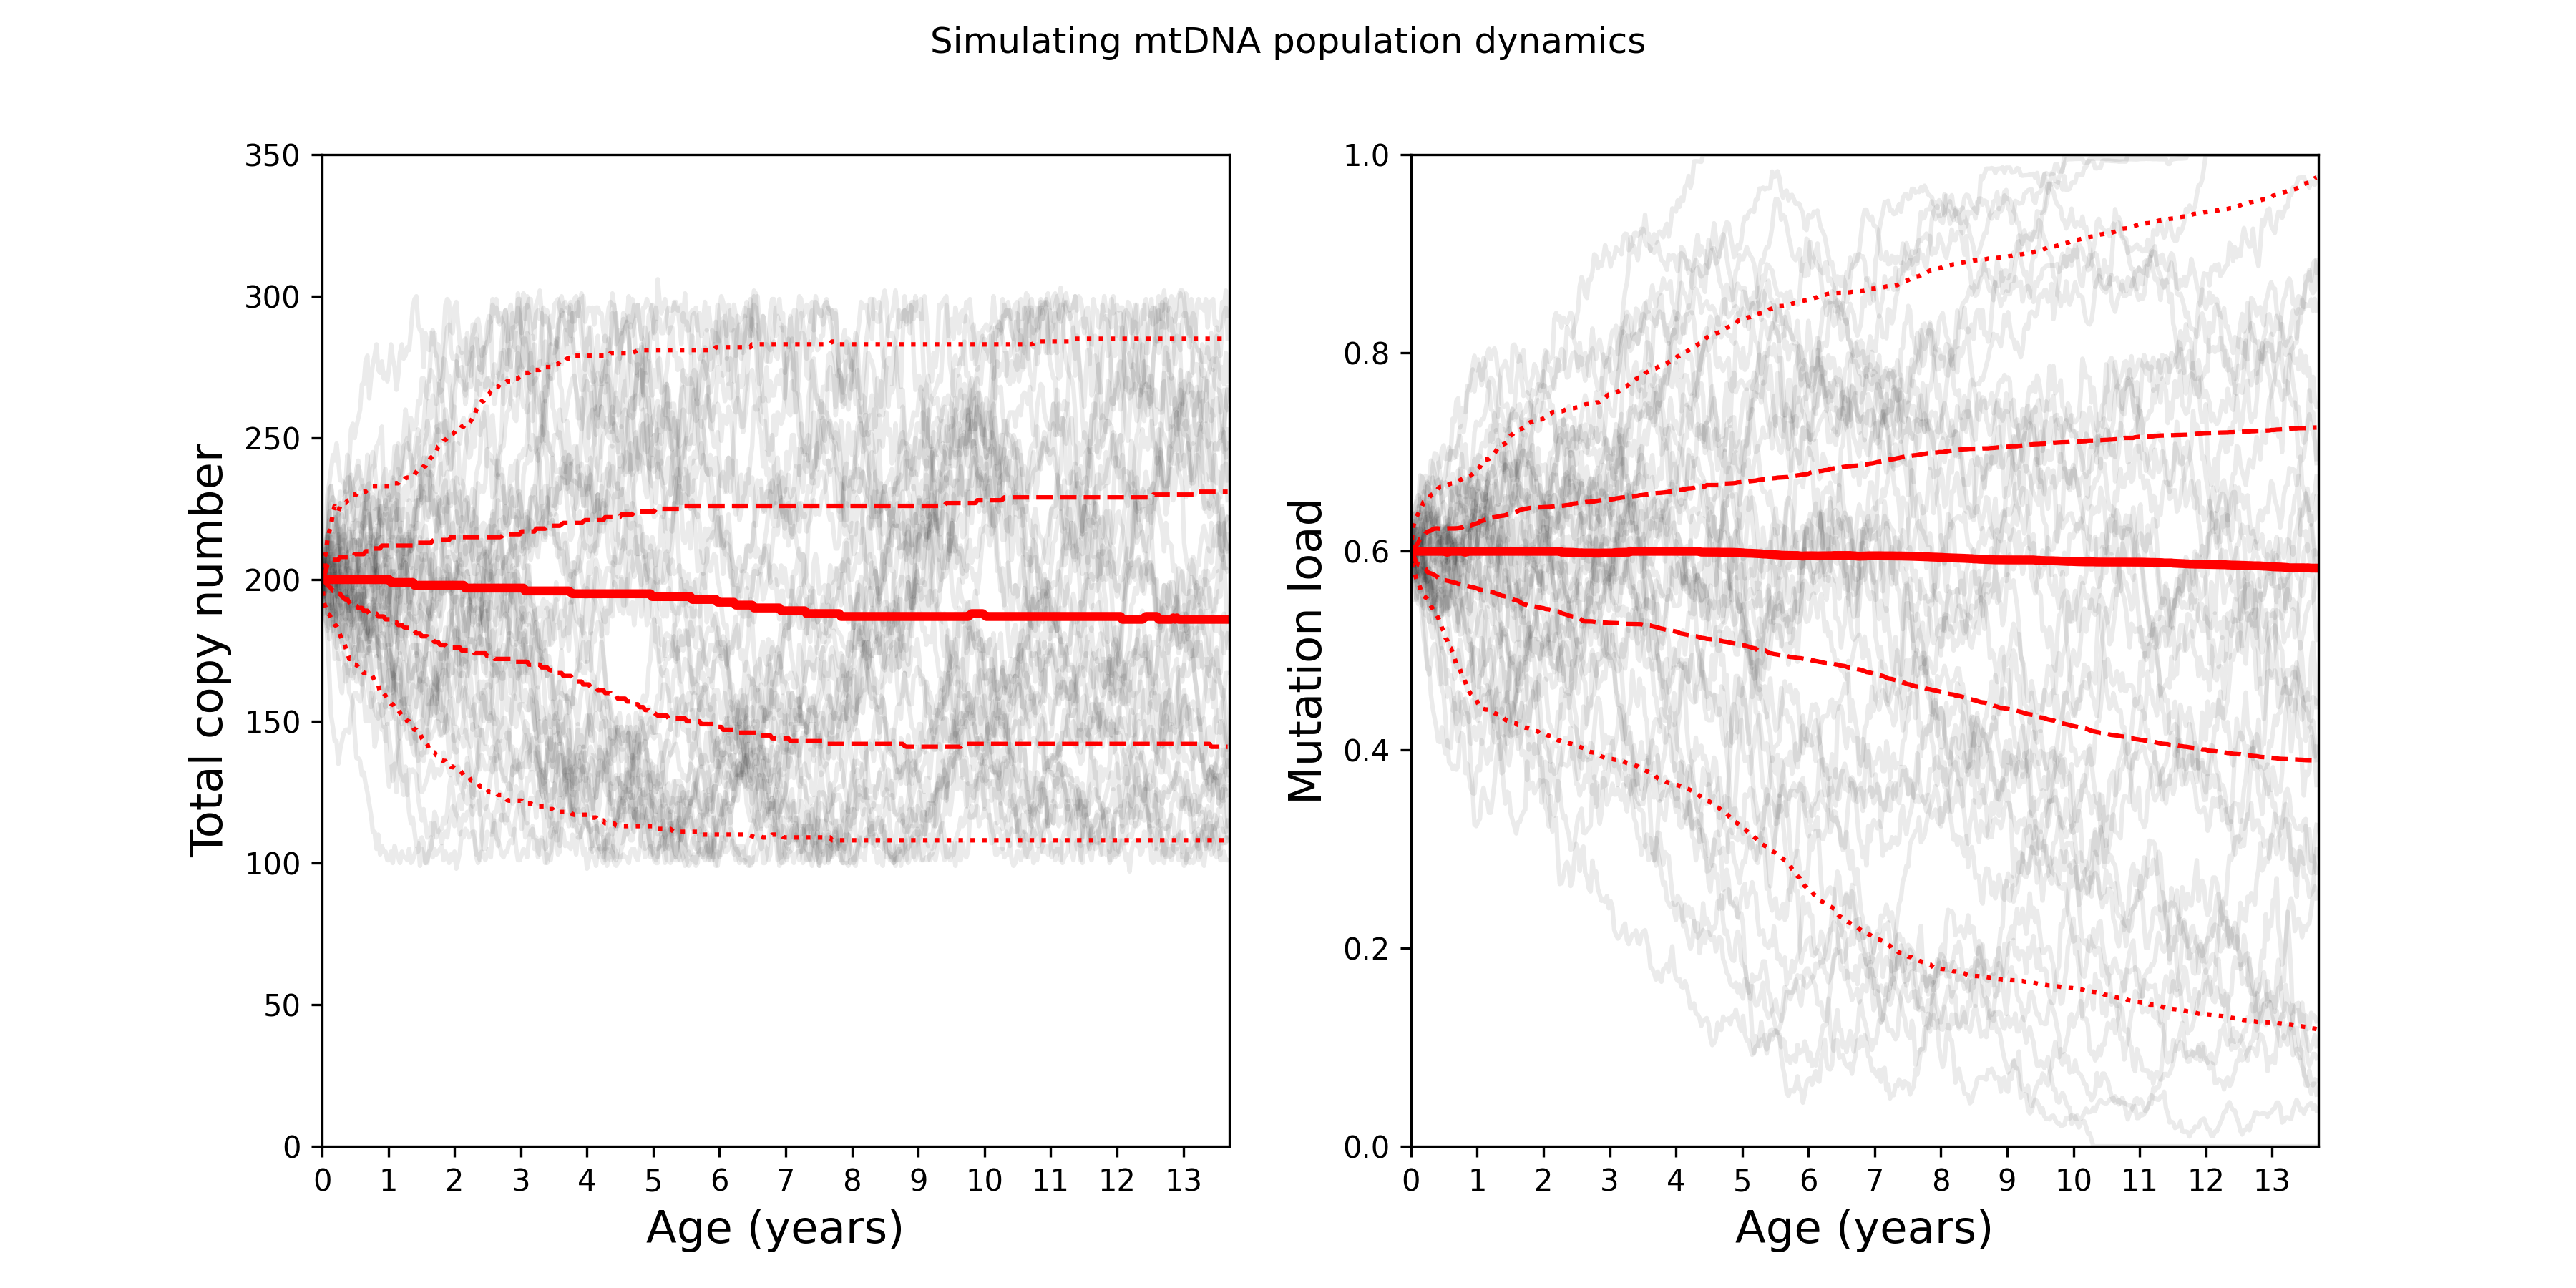 Simulating mtDNA population dynamics
Total copy number
350
300
250
200
150
100
50
0
0 1 2 3 4 5 6 7 8 9 10 11 12 13
Age (years)
Mutation load
1.0
0.8
0.6
0.4
0.2
0.0
0 1 2 3 4 5 6 7 8 9 10 11 12 13
Age (years)